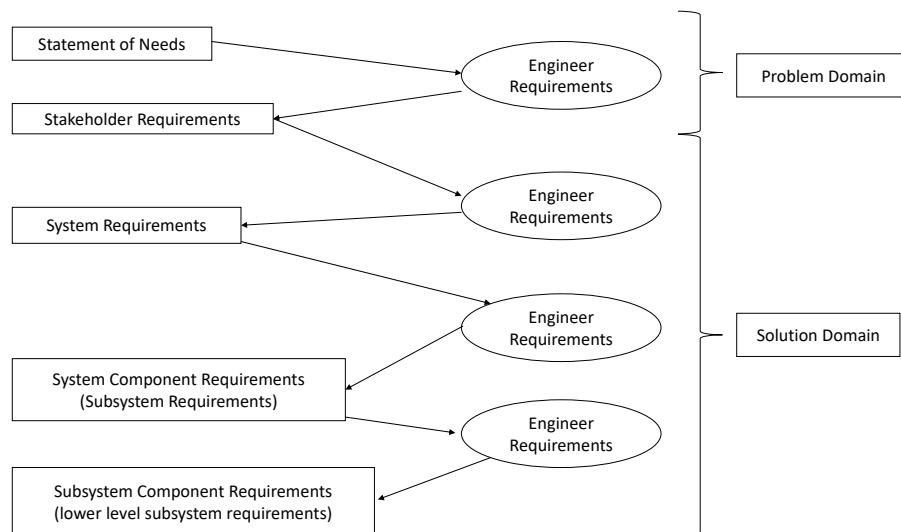 Statement of Needs
Engineer
Requirements
Problem Domain
Stakeholder Requirements
Engineer
Requirements
System Requirements
Engineer
Requirements
Solution Domain
System Component Requirements
(Subsystem Requirements)
Engineer
Requirements
Subsystem Component Requirements
(lower level subsystem requirements)